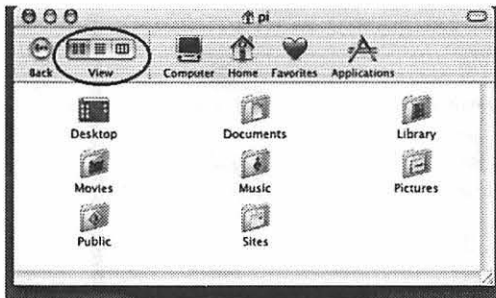 pi
Back View Computer Home Favorites Applications
Desktop Documents Library
Movies Music Pictures
Public Sites